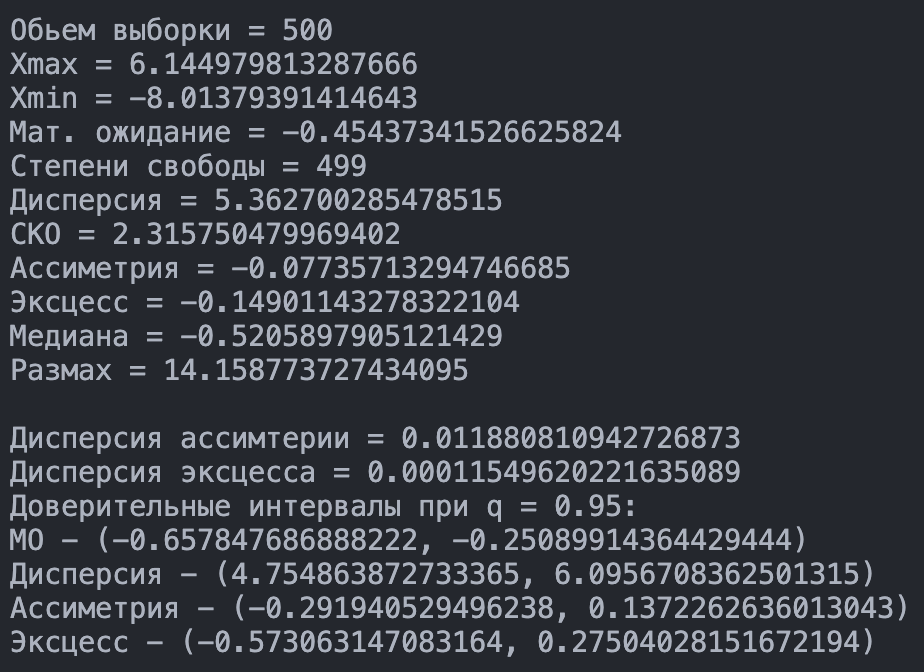 Обьем выборки = 500
Xmax = 6.144979813287666
Xmin = -8.01379391414643
Мат. ожидание = -0.45437341526625824
Степени свободы = 499
Дисперсия = 5.362700285478515
СКО = 2.315750479969402
Ассиметрия = -0.07735713294746685
Эксцесс = -0.14901143278322104
Медиана = -0.5205897905121429
Размах = 14.158773727434095
Дисперсия ассимтерии = 0.011880810942726873
Дисперсия эксцесса = 0.00011549620221635089
Доверительные интервалы при q = 0.95:
МО - (-0.657847686888222, -0.25089914364429444)
Дисперсия - (4.754863872733365, 6.0956708362501315)
Ассиметрия - (-0.291940529496238, 0.1372262636013043)
Эксцесс - (-0.573063147083164, 0.27504028151672194)